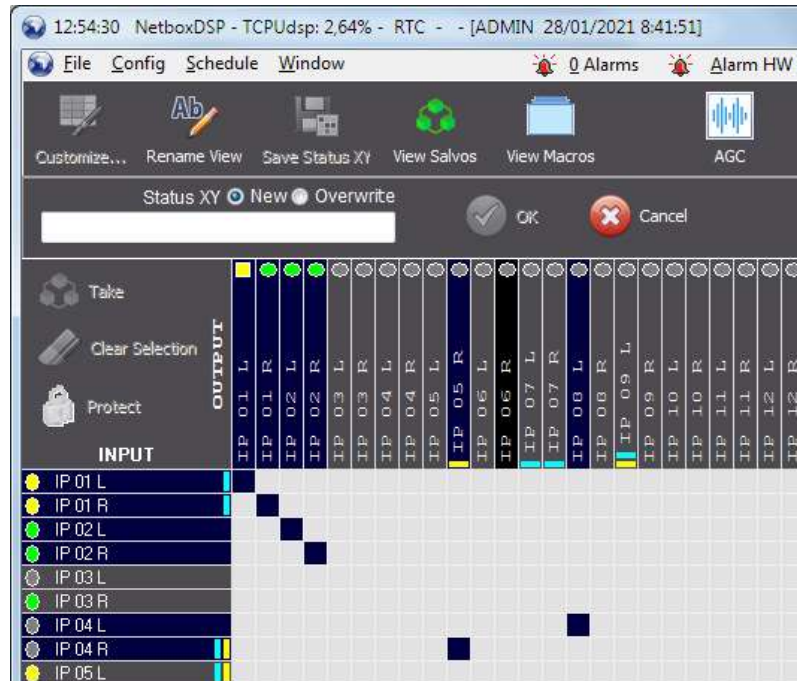 12:54:30 NetboxDSP - TCPUdsp: 2,64% - RTC - - [ADMIN 28/01/2021 8:41:51]
File Config Schedule Window 0 Alarms Alarm HW
Customize... Rename View Save Status XY View Salvos View Macros AGC
Status XY New Overwrite
OK Cancel
Take
Clear Selection
Protect
OUTPUT
INPUT
IP 01 L
IP 01 R
IP 02 L
IP 02 R
IP 03 L
IP 03 R
IP 04 L
IP 04 R
IP 05 L
IP 05 R
IP 06 L
IP 06 R
IP 07 L
IP 07 R
IP 08 L
IP 08 R
IP 09 L
IP 09 R
IP 10 L
IP 10 R
IP 11 L
IP 11 R
IP 12 L
IP 12
IP 01 L
IP 01 R
IP 02 L
IP 02 R
IP 03 L
IP 03 R
IP 04 L
IP 04 R
IP 05 L